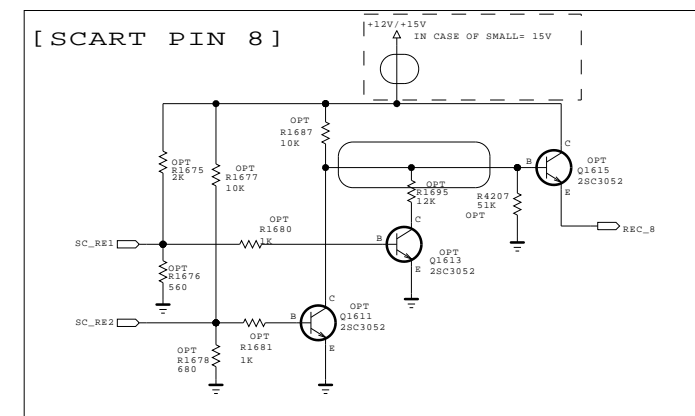 [SCART PIN 8]
+12V/+15V
IN CASE OF SMALL= 15V
OPT
R1687
10K
OPT
R1675
2K
OPT
R1677
10K
OPT
R1695
12K
R4207
51K
OPT
B
C
E
OPT
Q1615
2SC3052
REC_8
SC_RE1
OPT
R1680
1K
B
C
E
OPT
Q1613
2SC3052
OPT
R1676
560
SC_RE2
OPT
R1681
1K
B
C
E
OPT
Q1611
2SC3052
OPT
R1678
680